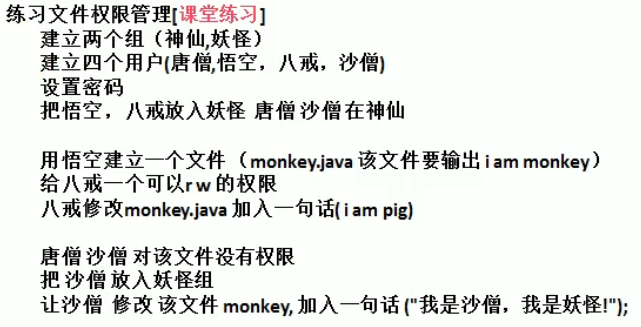 练习文件权限管理[课堂练习]
建立两个组（神仙,妖怪）
建立四个用户(唐僧,悟空，八戒，沙僧)
设置密码
把悟空，八戒放入妖怪 唐僧 沙僧 在神仙
用悟空建立一个文件（monkey.java 该文件要输出 i am monkey）
给八戒一个可以 r w 的权限
八戒修改monkey.java 加入一句话( i am pig)
唐僧 沙僧 对该文件没有权限
把 沙僧 放入妖怪组
让沙僧 修改 该文件 monkey, 加入一句话 ("我是沙僧，我是妖怪!");